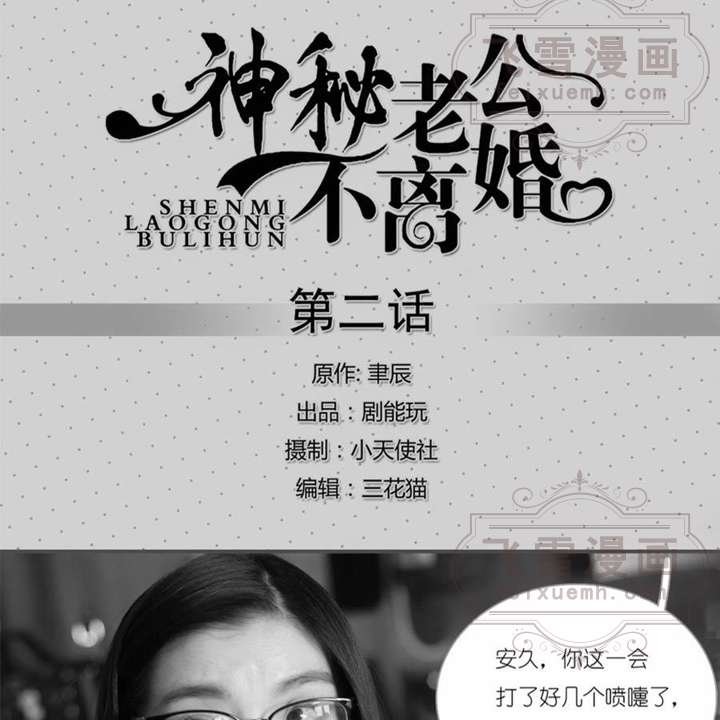 飞雪漫画
feixuemh.com
神秘老公
不离婚
SHENMI
LAOGONG
BULIHUN
第二话
原作: 聿辰
出品：剧能玩
摄制：小天使社
编辑：三花猫
飞雪漫画
feixuemh.com
安久，你这一会
打了好几个喷嚏了，